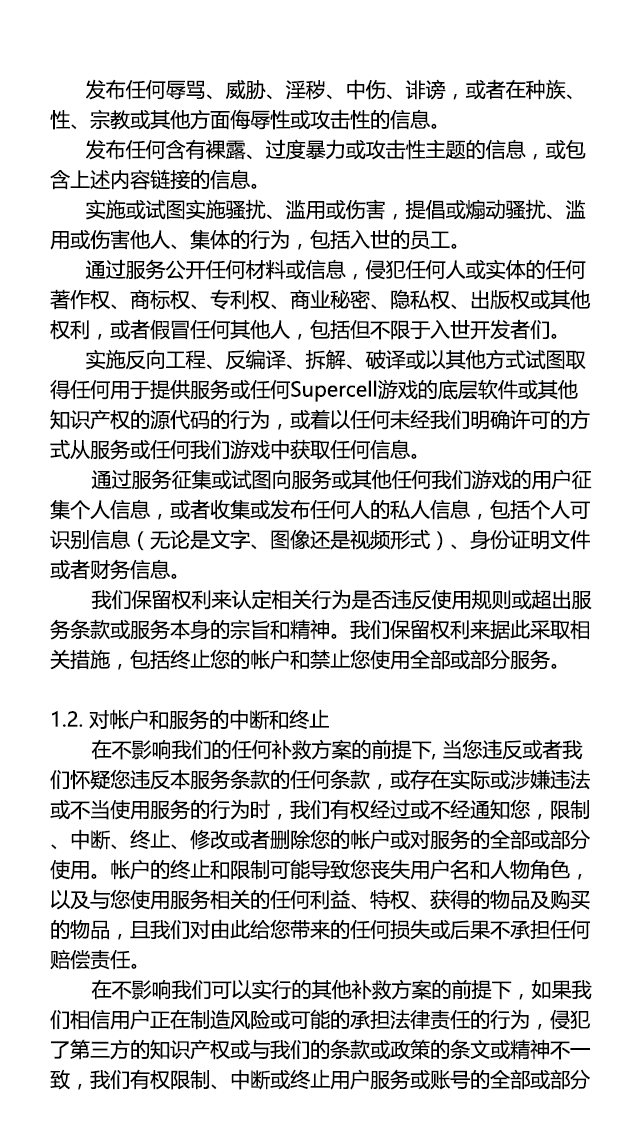 发布任何辱骂、威胁、淫秽、中伤、诽谤，或者在种族、
性、宗教或其他方面侮辱性或攻击性的信息。
发布任何含有裸露、过度暴力或攻击性主题的信息，或包
含上述内容链接的信息。
实施或试图实施骚扰、滥用或伤害，提倡或煽动骚扰、滥
用或伤害他人、集体的行为，包括入世的员工。
通过服务公开任何材料或信息，侵犯任何人或实体的任何
著作权、商标权、专利权、商业秘密、隐私权、出版权或其他
权利，或者假冒任何其他人，包括但不限于入世开发者们。
实施反向工程、反编译、拆解、破译或以其他方式试图取
得任何用于提供服务或任何Supercell游戏的底层软件或其他
知识产权的源代码的行为，或着以任何未经我们明确许可的方
式从服务或任何我们游戏中获取任何信息。
通过服务征集或试图向服务或其他任何我们游戏的用户征
集个人信息，或者收集或发布任何人的私人信息，包括个人可
识别信息（无论是文字、图像还是视频形式）、身份证明文件
或者财务信息。
我们保留权利来认定相关行为是否违反使用规则或超出服
务条款或服务本身的宗旨和精神。我们保留权利来据此采取相
关措施，包括终止您的帐户和禁止您使用全部或部分服务。
1.2. 对帐户和服务的中断和终止
在不影响我们的任何补救方案的前提下, 当您违反或者我
们怀疑您违反本服务条款的任何条款，或存在实际或涉嫌违法
或不当使用服务的行为时，我们有权经过或不经通知您，限制
、中断、终止、修改或者删除您的帐户或对服务的全部或部分
使用。帐户的终止和限制可能导致您丧失用户名和人物角色，
以及与您使用服务相关的任何利益、特权、获得的物品及购买
的物品，且我们对由此给您带来的任何损失或后果不承担任何
赔偿责任。
在不影响我们可以实行的其他补救方案的前提下，如果我
们相信用户正在制造风险或可能的承担法律责任的行为，侵犯
了第三方的知识产权或与我们的条款或政策的条文或精神不一
致，我们有权限制、中断或终止用户服务或账号的全部或部分